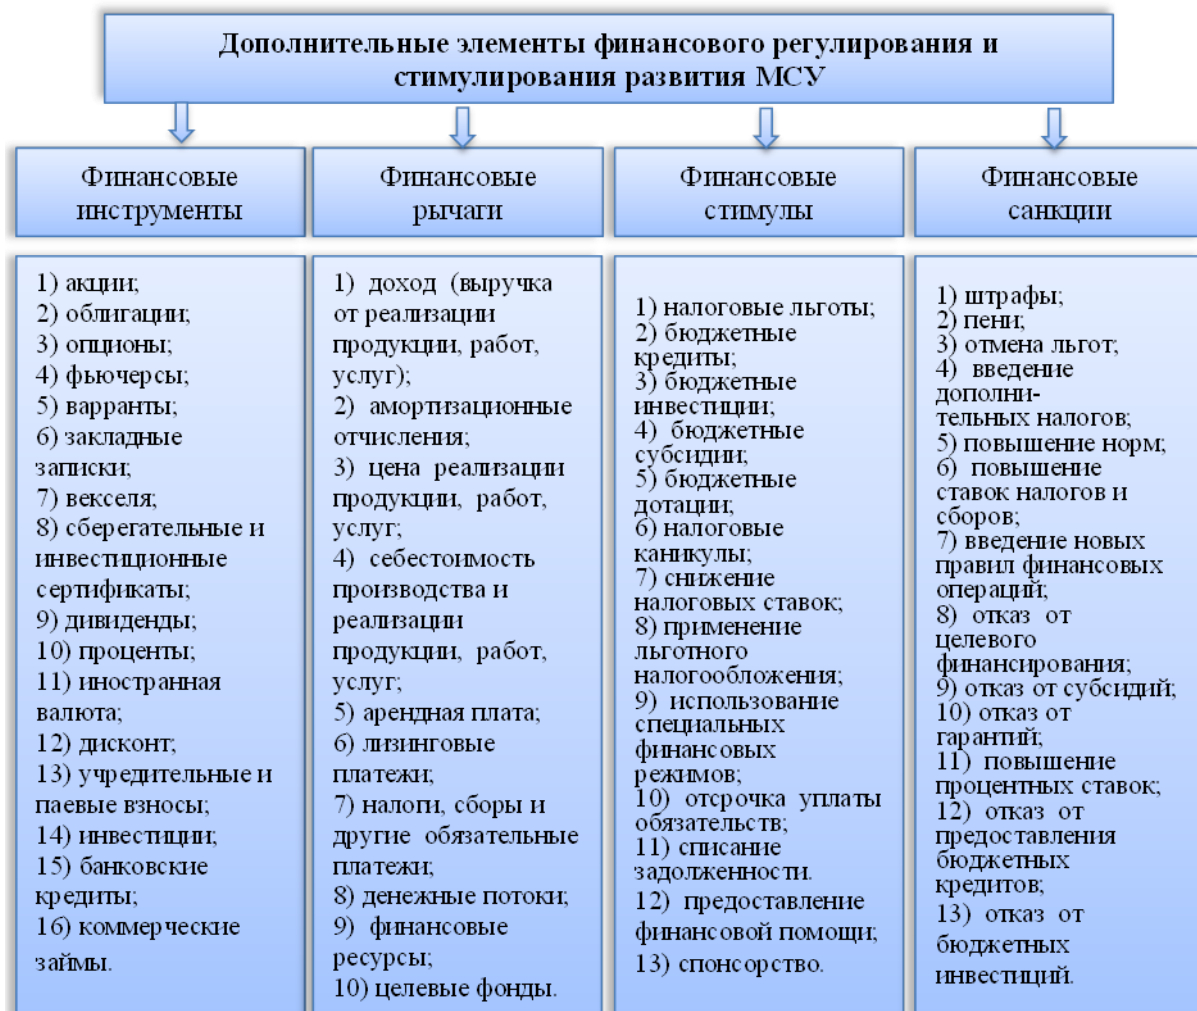 Дополнительные элементы финансового регулирования и
стимулирования развития МСУ
Финансовые
инструменты
Финансовые
рычаги
Финансовые
стимулы
Финансовые
санкции
1) акции;
2) облигации;
3) опционы;
4) фьючерсы;
5) варранты;
6) закладные
записки;
7) векселя;
8) сберегательные и
инвестиционные
сертификаты;
9) дивиденды;
10) проценты;
11) иностранная
валюта;
12) дисконт;
13) учредительные и
паевые взносы;
14) инвестиции;
15) банковские
кредиты;
16) коммерческие
займы.
1) доход (выручка
от реализации
продукции, работ,
услуг);
2) амортизационные
отчисления;
3) цена реализации
продукции, работ,
услуг;
4) себестоимость
производства и
реализации
продукции, работ,
услуг;
5) арендная плата;
6) лизинговые
платежи;
7) налоги, сборы и
другие обязательные
платежи;
8) денежные потоки;
9) финансовые
ресурсы;
10) целевые фонды.
1) налоговые льготы;
2) бюджетные
кредиты;
3) бюджетные
инвестиции;
4) бюджетные
субсидии;
5) бюджетные
дотации;
6) налоговые
каникулы;
7) снижение
налоговых ставок;
8) применение
льготного
налогообложения;
9) использование
специальных
финансовых
режимов;
10) отсрочка уплаты
обязательств;
11) списание
задолженности.
12) предоставление
финансовой помощи;
13) спонсорство.
1) штрафы;
2) пени;
3) отмена льгот;
4) введение
дополни-
тельных налогов;
5) повышение норм;
6) повышение
ставок налогов и
сборов;
7) введение новых
правил финансовых
операций;
8) отказ от
целевого
финансирования;
9) отказ от субсидий;
10) отказ от
гарантий;
11) повышение
процентных ставок;
12) отказ от
предоставления
бюджетных
кредитов;
13) отказ от
бюджетных
инвестиций.